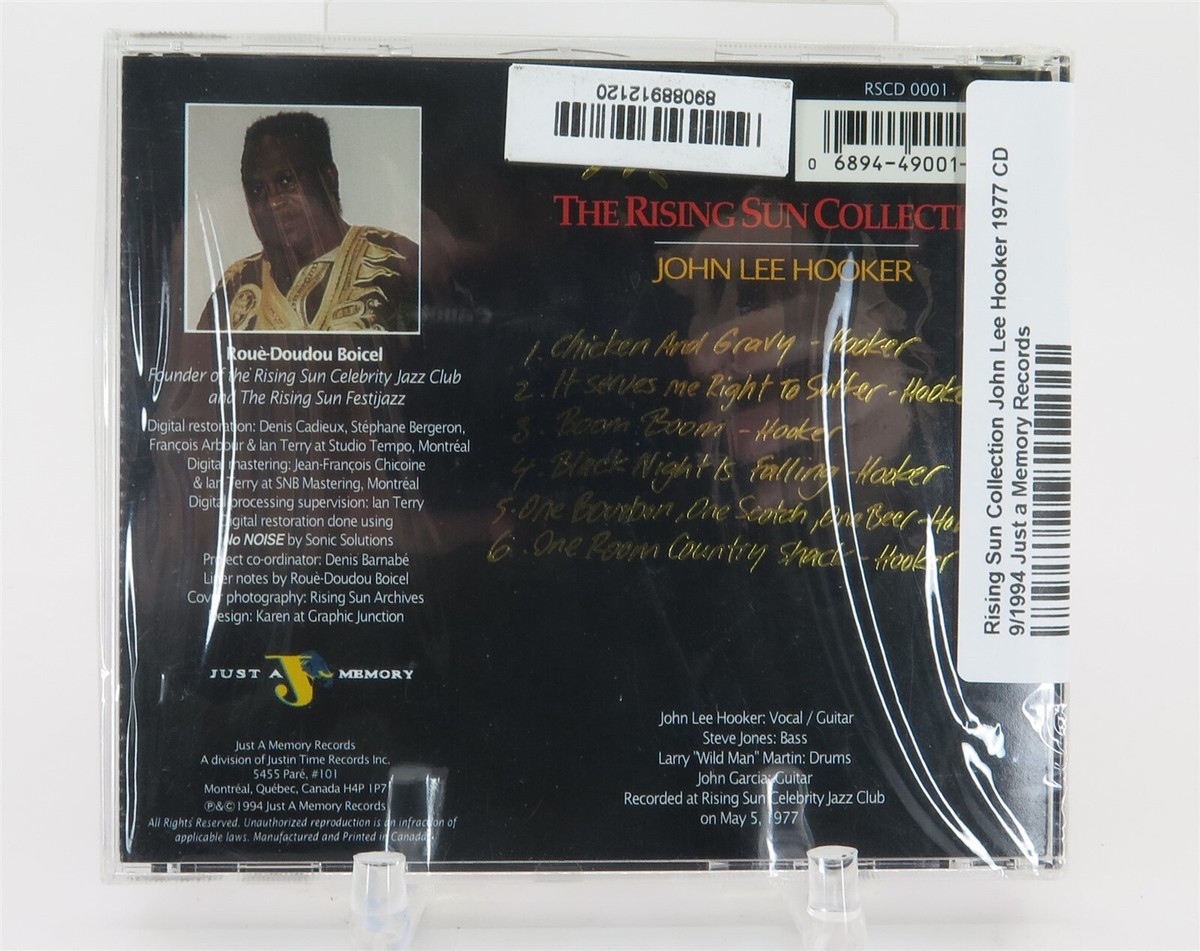 890889121120
RSCD 0001
0 6894-49001-
THE RISING SUN COLLECTI
JOHN LEE HOOKER
1. Chicken And Gravy - Hooker
2. It serves me Right To Suffer - Hooke
3. Boom Boom - Hooker
4. Black Night Is Falling - Hooker
5. One Bourbon, One Scotch, One Beer - Ho
6. One Room Country Shack - Hooker
Rouè-Doudou Boicel
Founder of the Rising Sun Celebrity Jazz Club
and The Rising Sun Festijazz
Digital restoration: Denis Cadieux, Stéphane Bergeron,
François Arbour & Ian Terry at Studio Tempo, Montréal
Digital mastering: Jean-François Chicoine
& Ian Terry at SNB Mastering, Montréal
Digital processing supervision: Ian Terry
Digital restoration done using
No NOISE by Sonic Solutions
Project co-ordinator: Denis Barnabé
Liner notes by Rouè-Doudou Boicel
Cover photography: Rising Sun Archives
Design: Karen at Graphic Junction
JUST A J MEMORY
Just A Memory Records
A division of Justin Time Records Inc.
5455 Paré, #101
Montréal, Québec, Canada H4P 1P7
℗&© 1994 Just A Memory Records
All Rights Reserved. Unauthorized reproduction is an infraction of
applicable laws. Manufactured and Printed in Canada.
John Lee Hooker: Vocal / Guitar
Steve Jones: Bass
Larry "Wild Man" Martin: Drums
John Garcia: Guitar
Recorded at Rising Sun Celebrity Jazz Club
on May 5, 1977
Rising Sun Collection John Lee Hooker 1977 CD
9/1994 Just a Memory Records